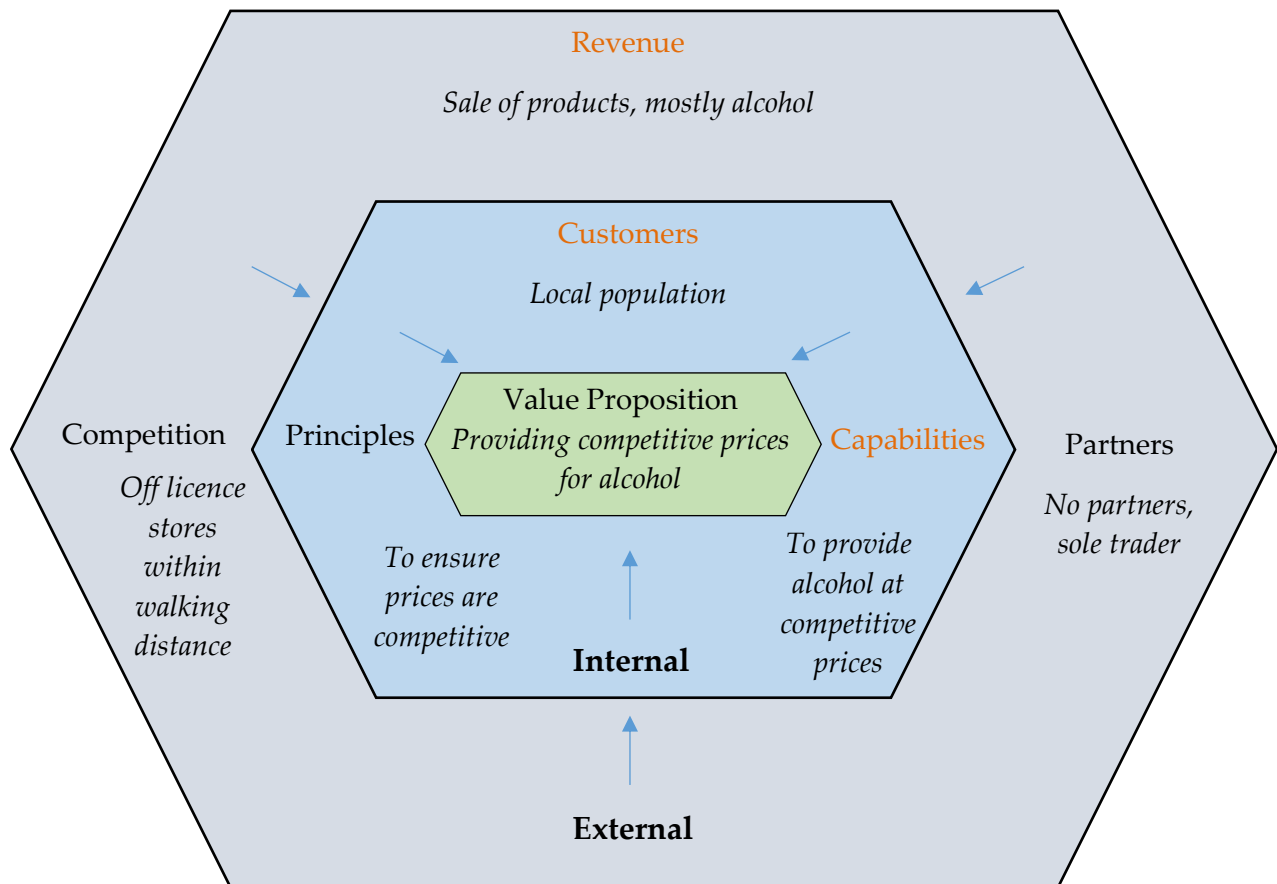 Revenue
Sale of products, mostly alcohol
Customers
Local population
Value Proposition
Providing competitive prices
for alcohol
Competition
Off licence
stores
within
walking
distance
Principles
To ensure
prices are
competitive
Capabilities
To provide
alcohol at
competitive
prices
Partners
No partners,
sole trader
Internal
External